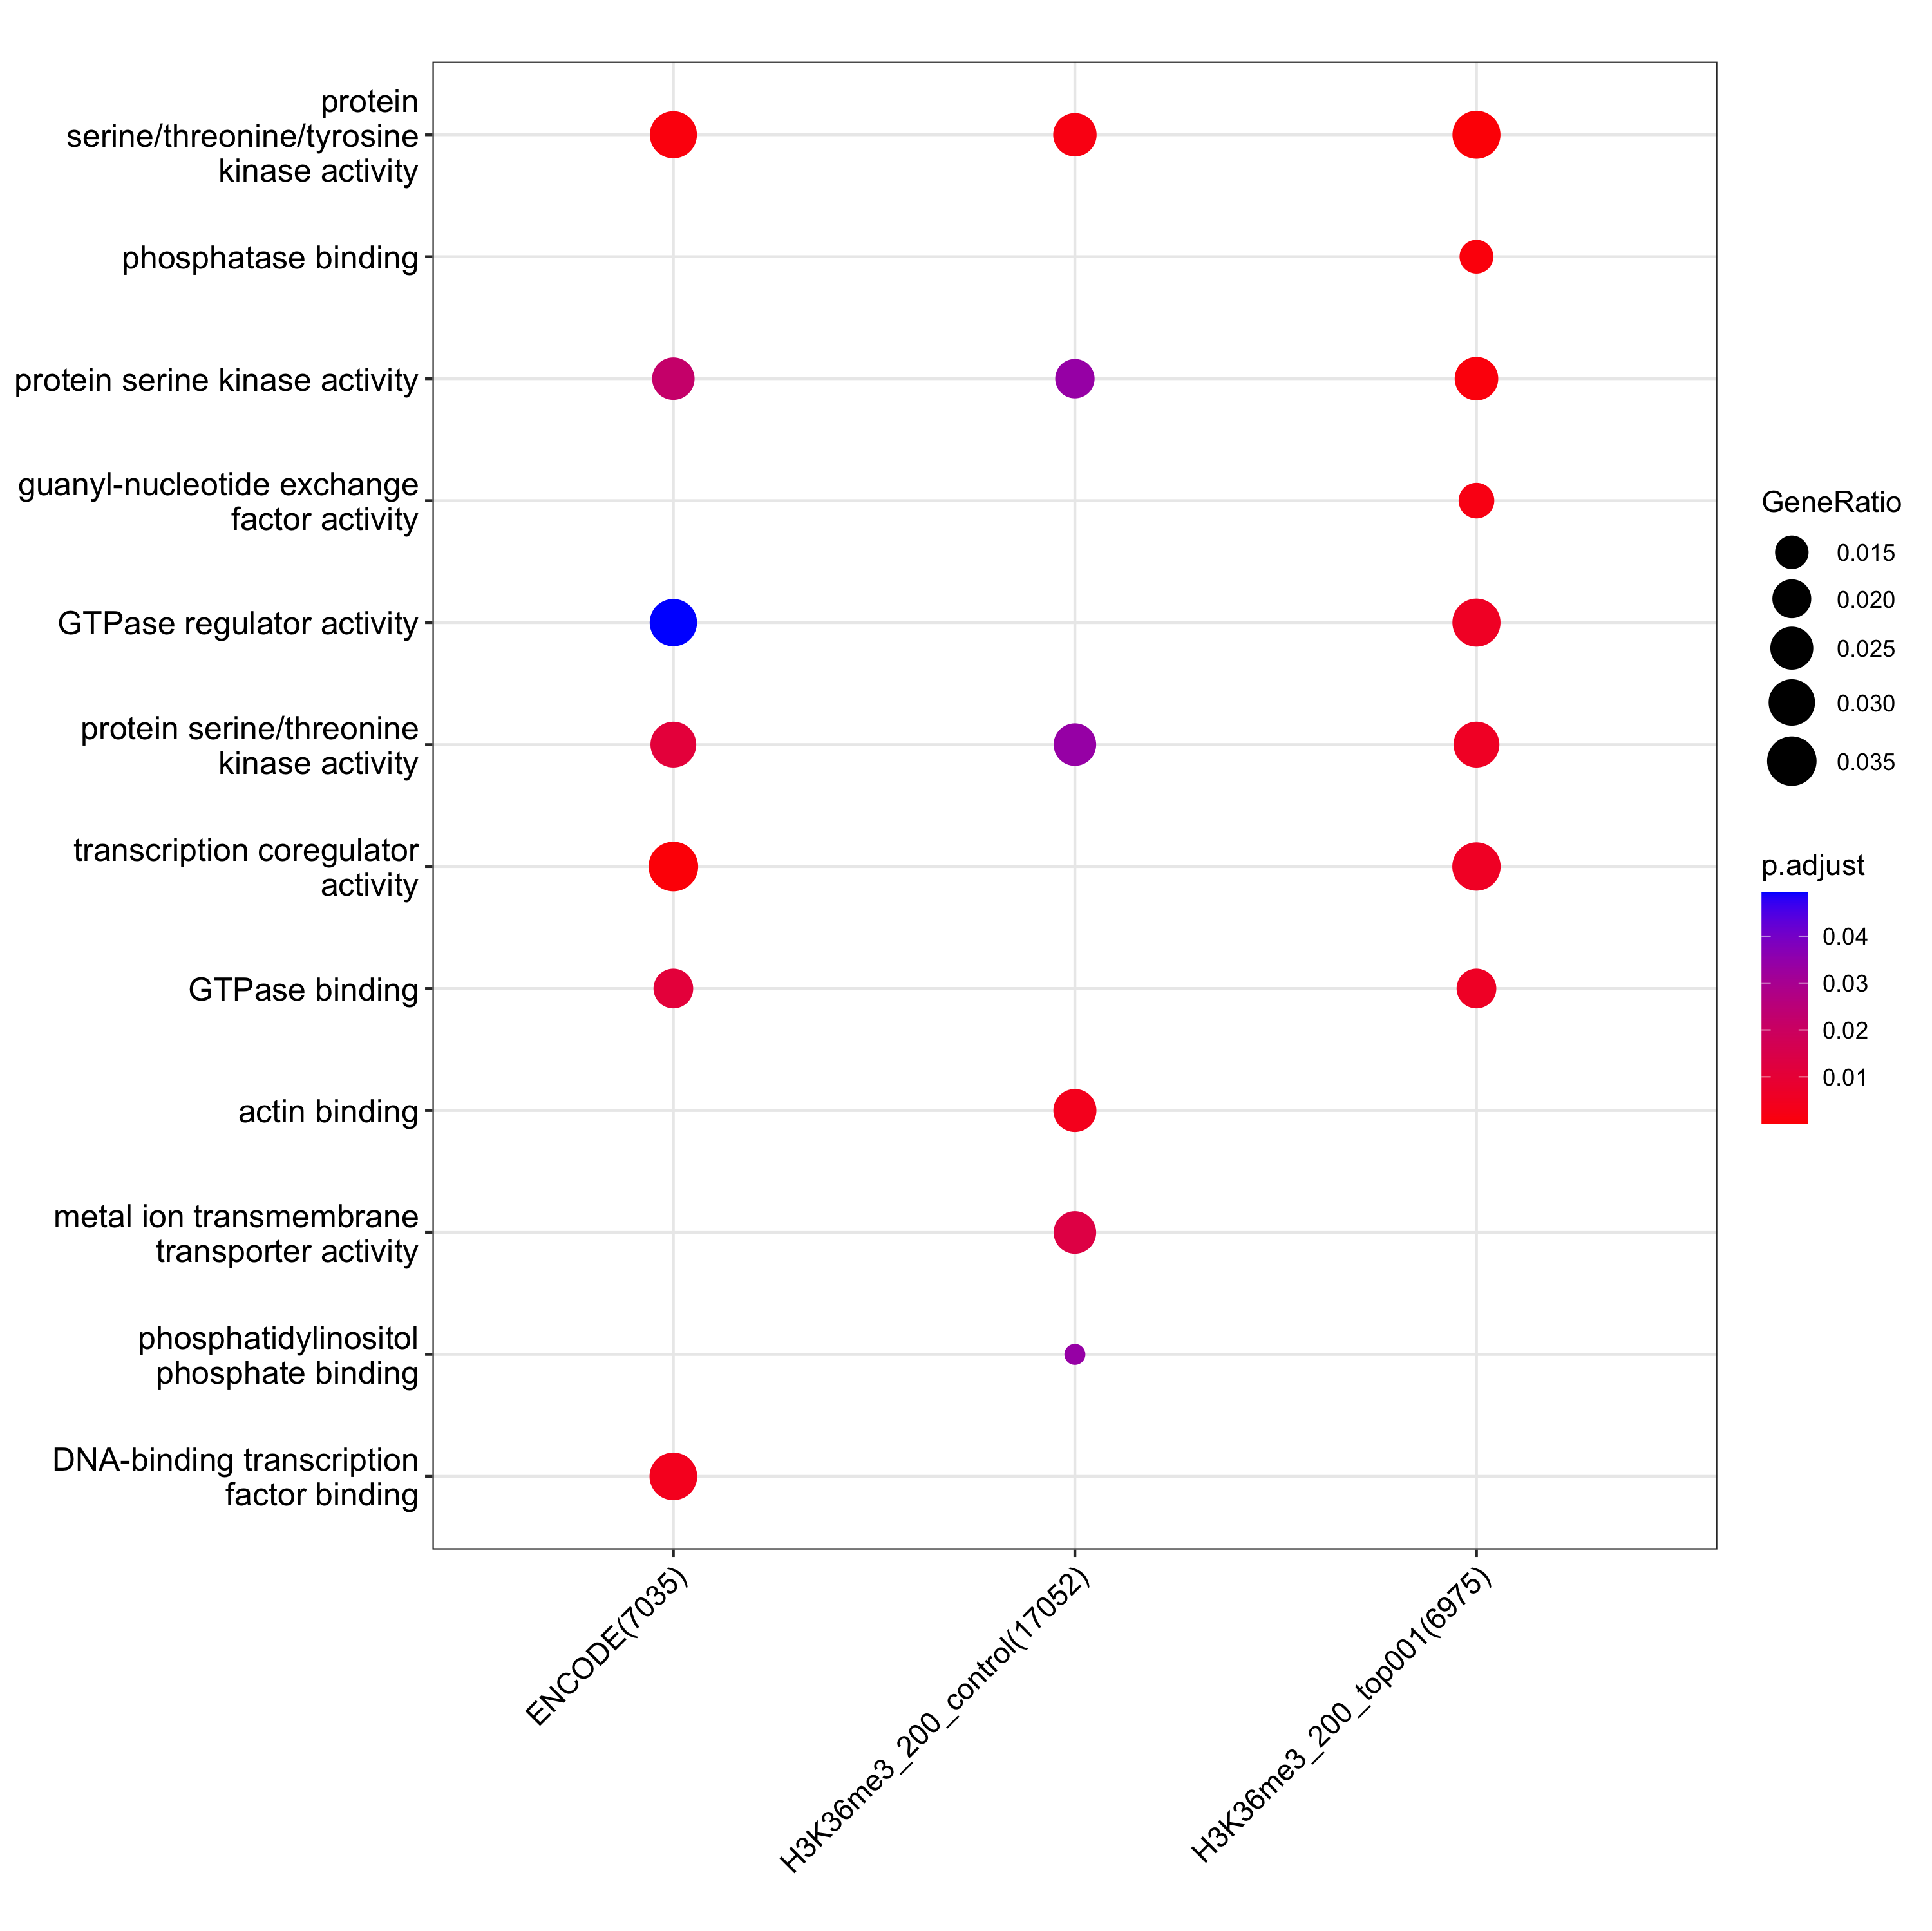 protein
serine/threonine/tyrosine
kinase activity
phosphatase binding
protein serine kinase activity
guanyl-nucleotide exchange
factor activity
GTPase regulator activity
protein serine/threonine
kinase activity
transcription coregulator
activity
GTPase binding
actin binding
metal ion transmembrane
transporter activity
phosphatidylinositol
phosphate binding
DNA-binding transcription
factor binding
ENCODE(7035)
H3K36me3_200_control(17052)
H3K36me3_200_top001(6975)
GeneRatio
0.015
0.020
0.025
0.030
0.035
p.adjust
0.04
0.03
0.02
0.01